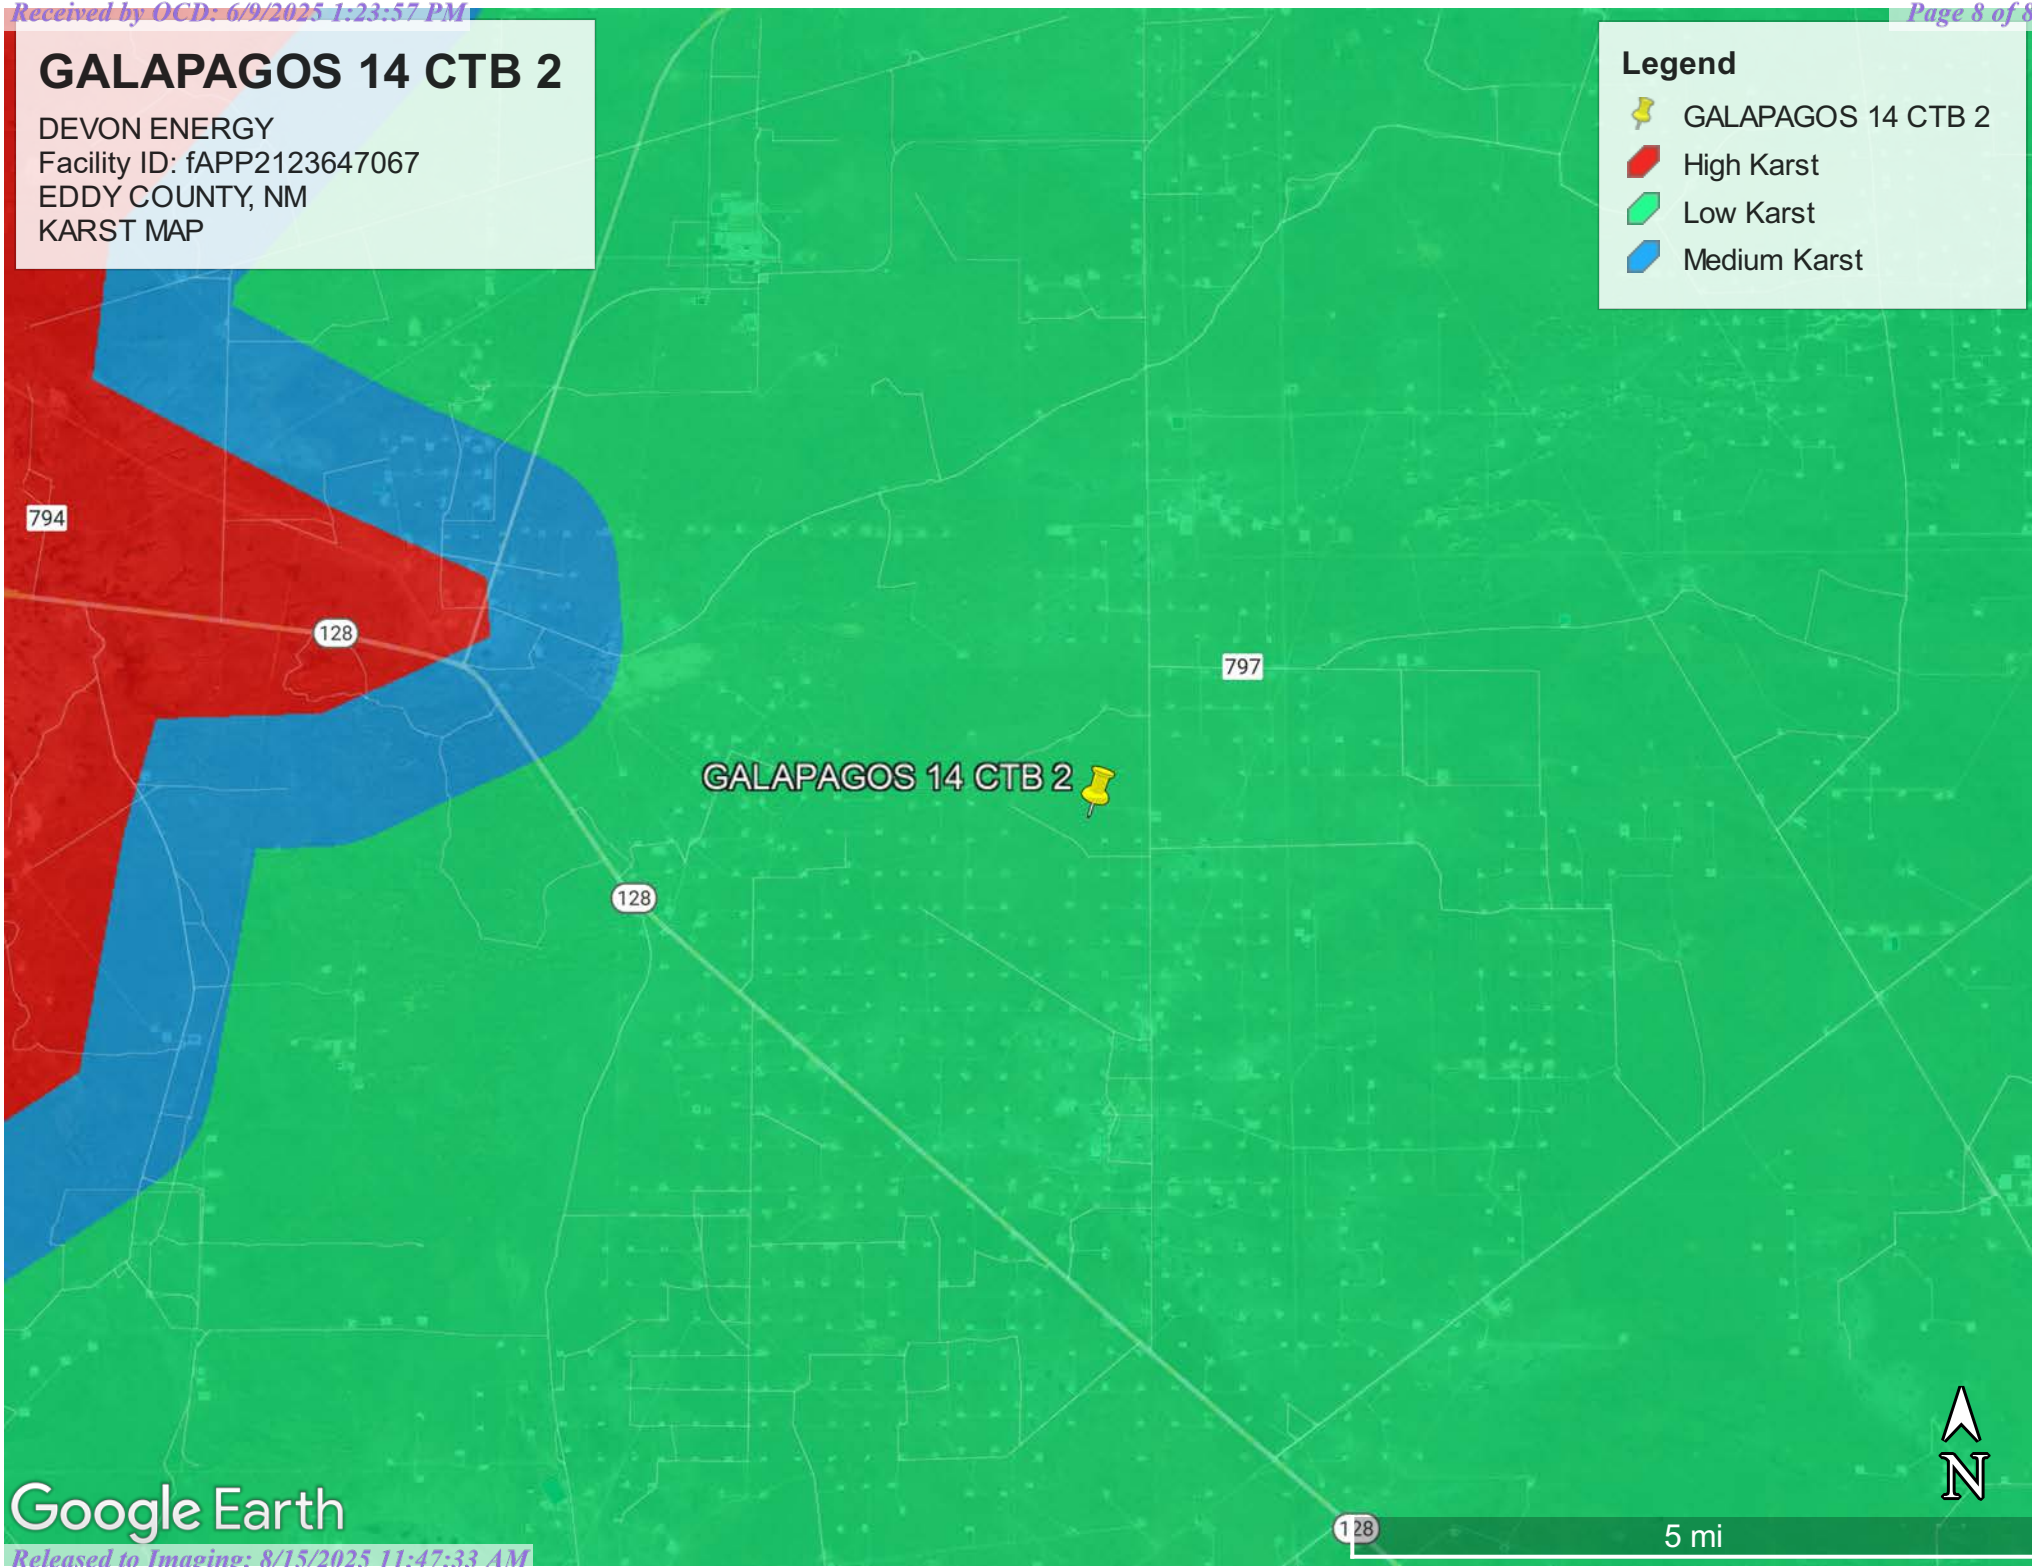 Received by OCD: 6/9/2025 1:23:57 PM
Page 8 of 8
GALAPAGOS 14 CTB 2
DEVON ENERGY
Facility ID: fAPP2123647067
EDDY COUNTY, NM
KARST MAP
Legend
GALAPAGOS 14 CTB 2
High Karst
Low Karst
Medium Karst
794
128
797
GALAPAGOS 14 CTB 2
128
N
Google Earth
128
5 mi
Released to Imaging: 8/15/2025 11:47:33 AM